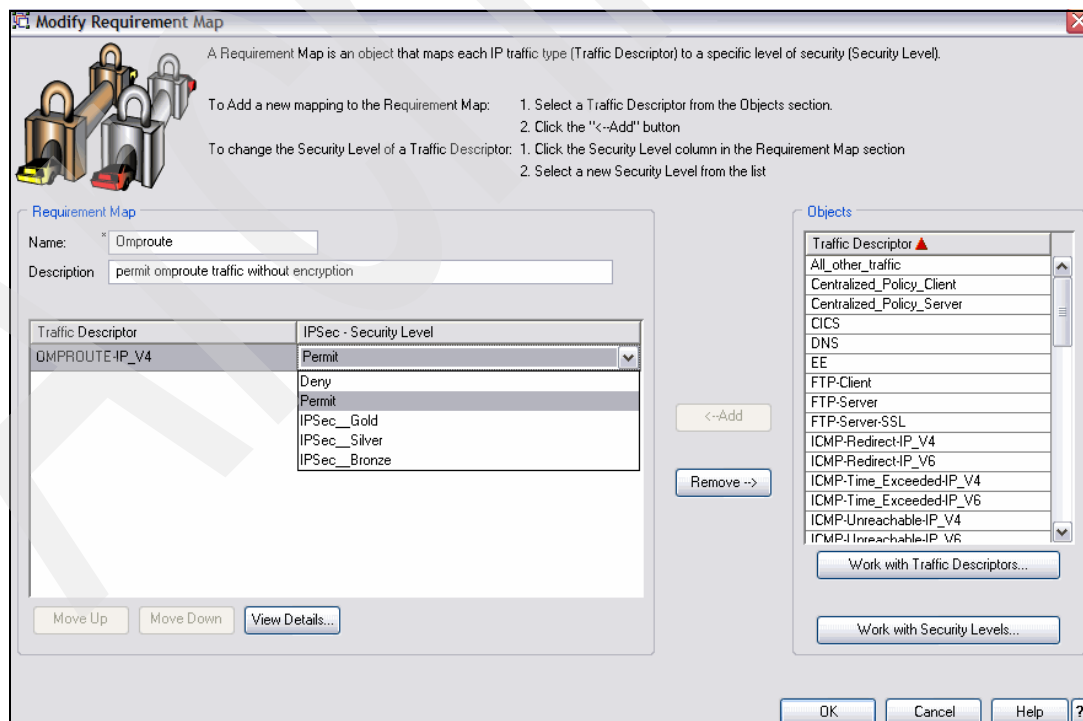 Modify Requirement Map
A Requirement Map is an object that maps each IP traffic type (Traffic Descriptor) to a specific level of security (Security Level).
To Add a new mapping to the Requirement Map: 1. Select a Traffic Descriptor from the Objects section.
2. Click the "<--Add" button
To change the Security Level of a Traffic Descriptor: 1. Click the Security Level column in the Requirement Map section
2. Select a new Security Level from the list
Requirement Map
Name: * Omproute
Description permit omproute traffic without encryption
Traffic Descriptor IPSec - Security Level
OMPROUTE-IP_V4 Permit
Deny
Permit
IPSec__Gold
IPSec__Silver
IPSec__Bronze
Move Up Move Down View Details...
<--Add
Remove -->
Objects
Traffic Descriptor
All_other_traffic
Centralized_Policy_Client
Centralized_Policy_Server
CICS
DNS
EE
FTP-Client
FTP-Server
FTP-Server-SSL
ICMP-Redirect-IP_V4
ICMP-Redirect-IP_V6
ICMP-Time_Exceeded-IP_V4
ICMP-Time_Exceeded-IP_V6
ICMP-Unreachable-IP_V4
ICMP-Unreachable-IP_V6
Work with Traffic Descriptors...
Work with Security Levels...
OK Cancel Help ?